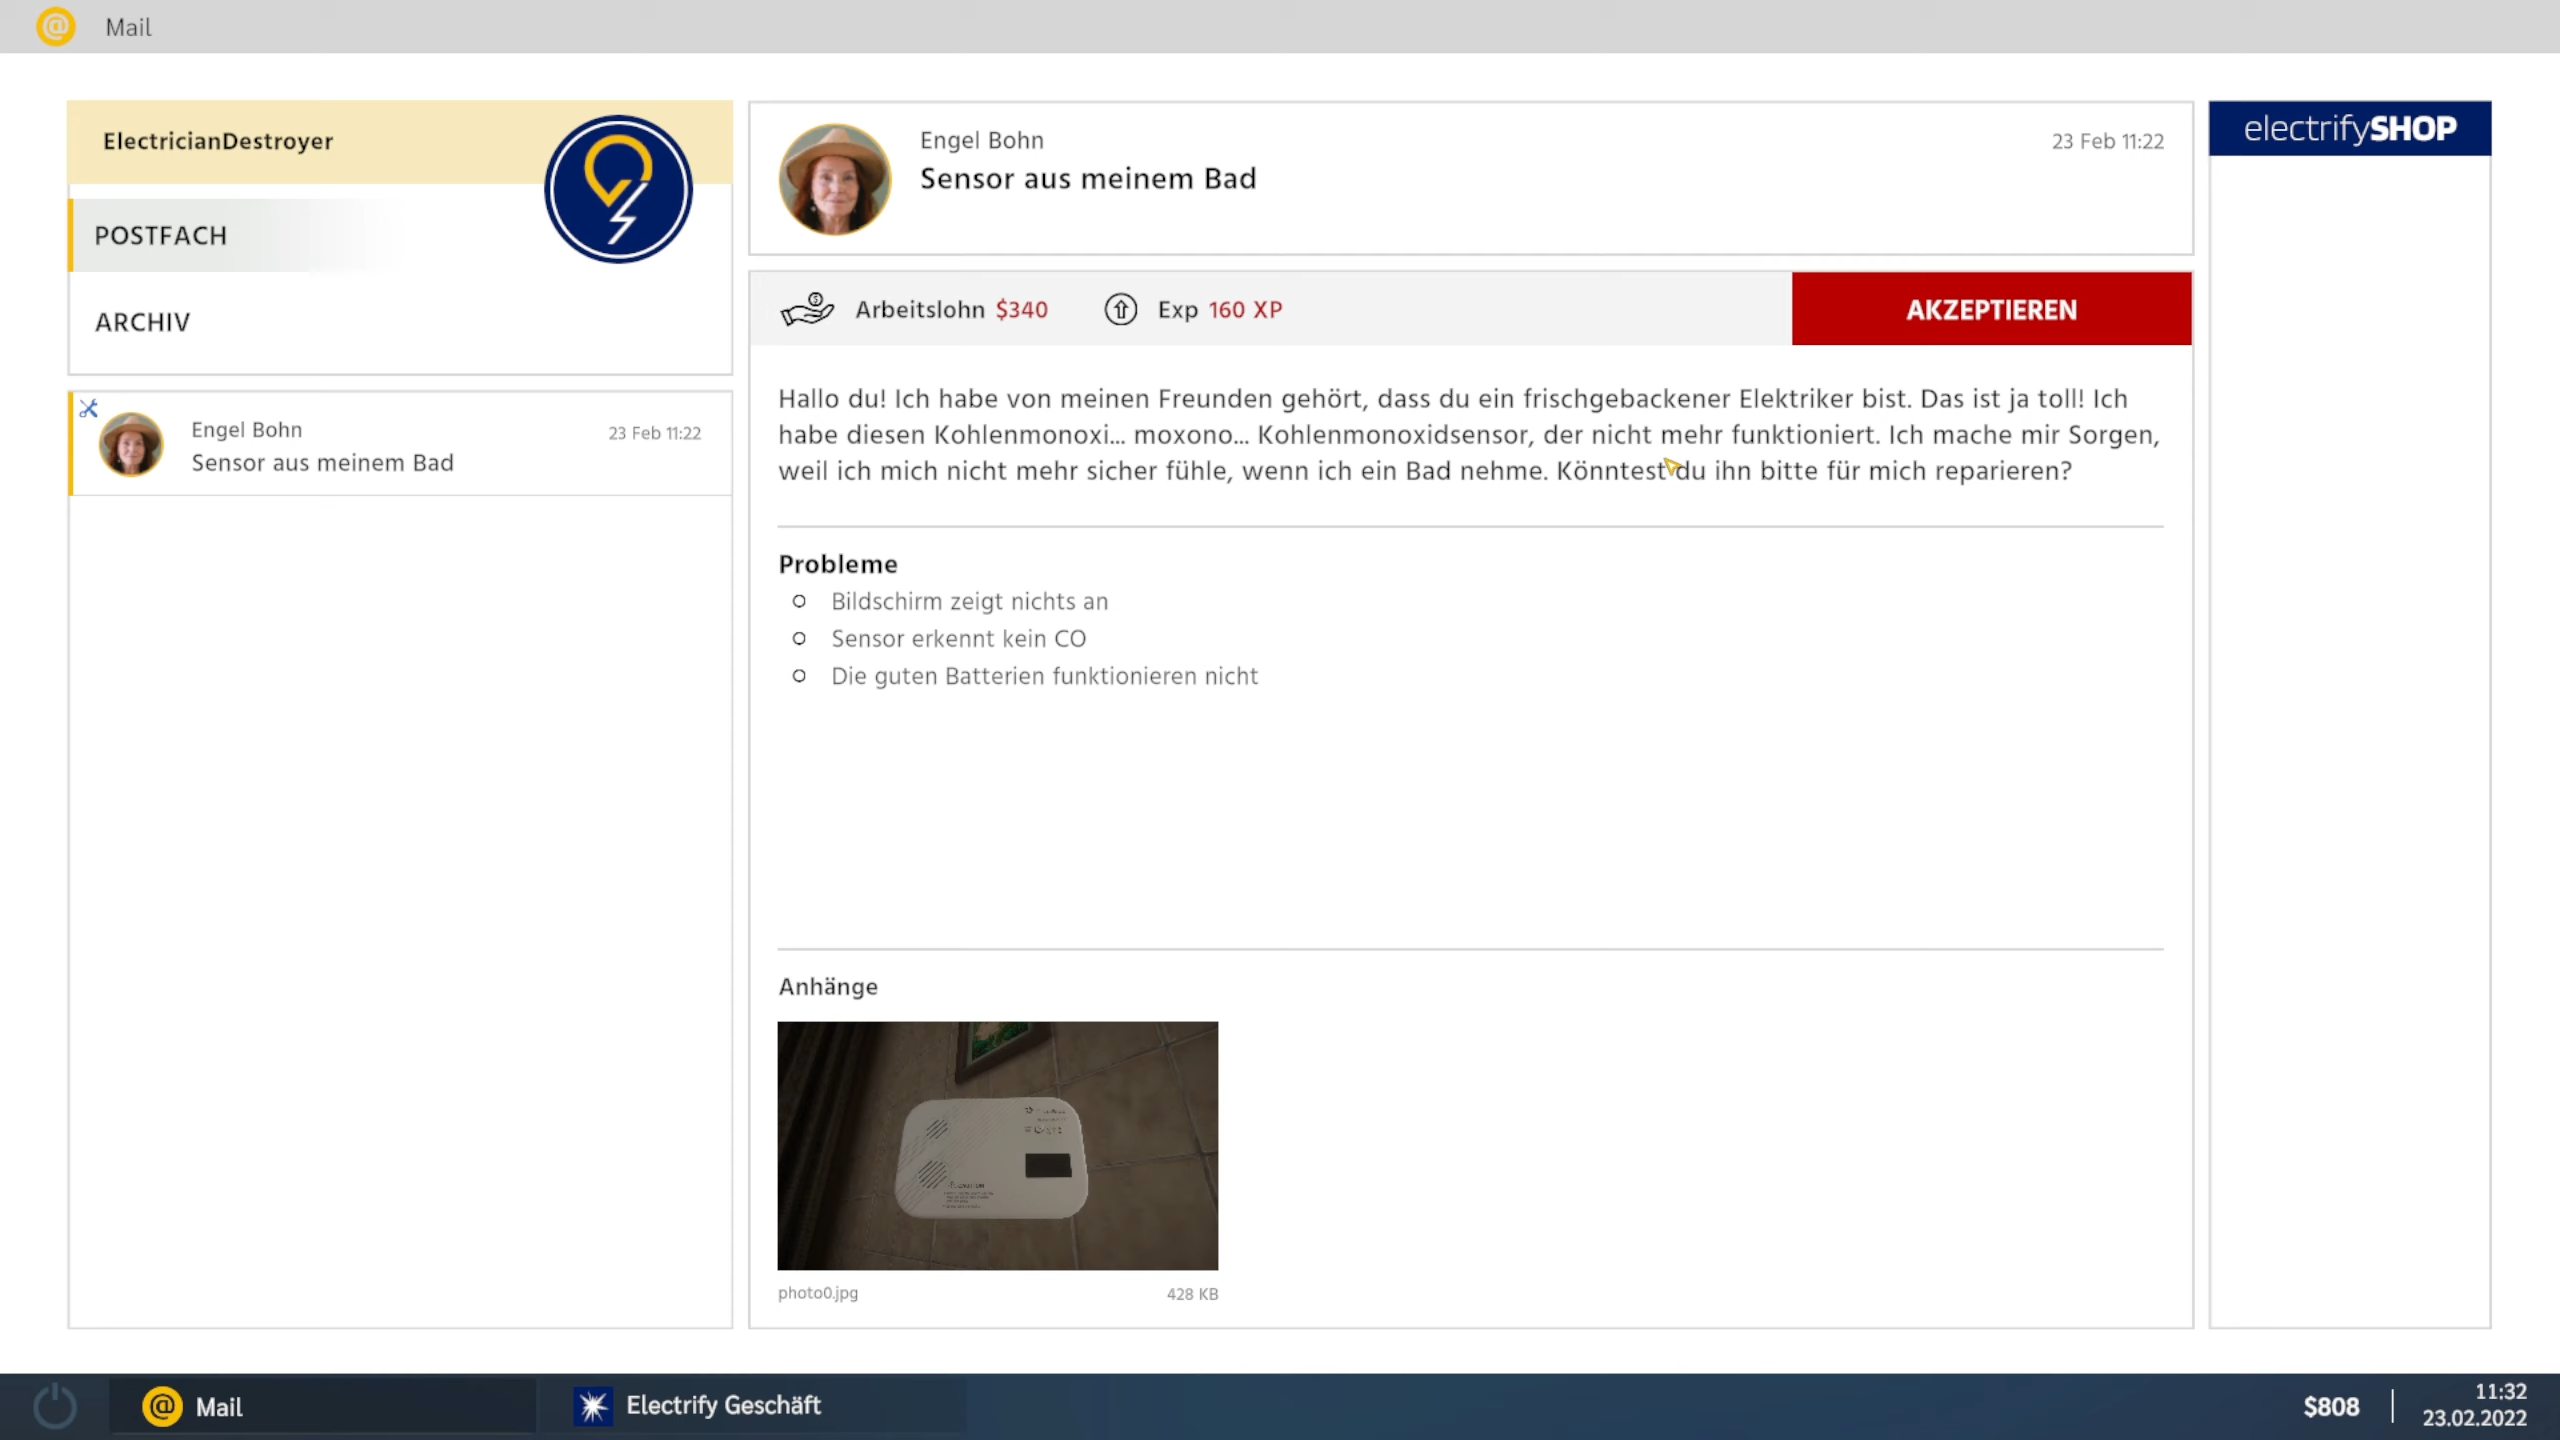 Mail
ElectricianDestroyer
POSTFACH
ARCHIV
Engel Bohn
23 Feb 11:22
Sensor aus meinem Bad
Engel Bohn
23 Feb 11:22
Sensor aus meinem Bad
Arbeitslohn $340
Exp 160 XP
AKZEPTIEREN
Hallo du! Ich habe von meinen Freunden gehört, dass du ein frischgebackener Elektriker bist. Das ist ja toll! Ich
habe diesen Kohlenmonoxi... moxono... Kohlenmonoxidsensor, der nicht mehr funktioniert. Ich mache mir Sorgen,
weil ich mich nicht mehr sicher fühle, wenn ich ein Bad nehme. Könntest du ihn bitte für mich reparieren?
Probleme
Bildschirm zeigt nichts an
Sensor erkennt kein CO
Die guten Batterien funktionieren nicht
Anhänge
CAUTION
photo0.jpg
428 KB
electrifySHOP
Mail
Electrify Geschäft
$808
11:32
23.02.2022